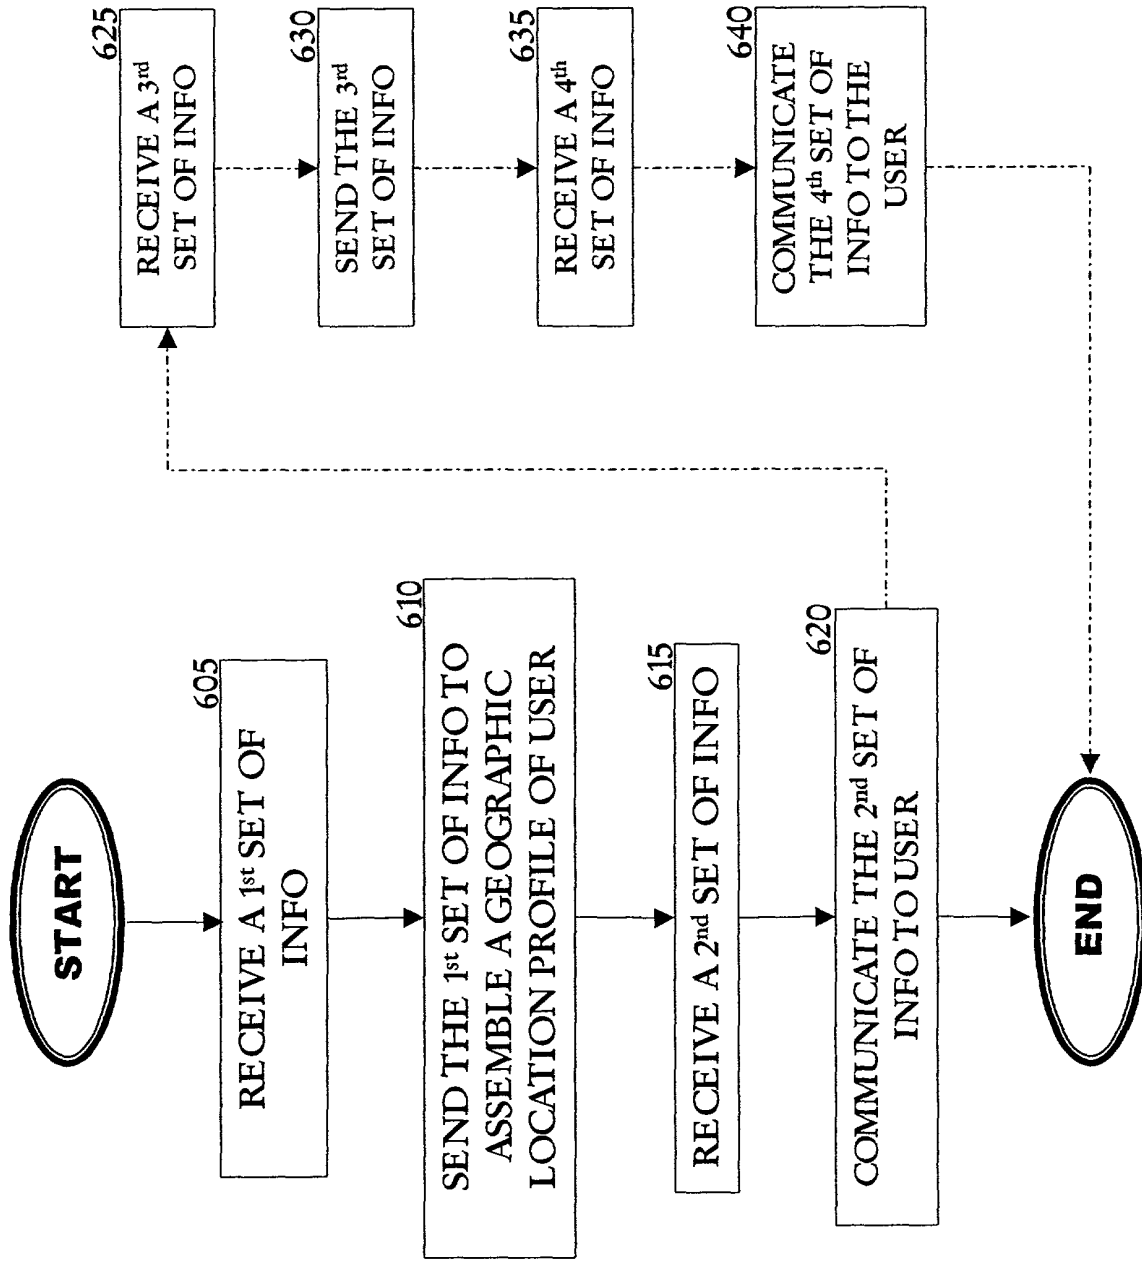 START
605
RECEIVE A 1st SET OF
INFO
610
SEND THE 1st SET OF INFO TO
ASSEMBLE A GEOGRAPHIC
LOCATION PROFILE OF USER
615
RECEIVE A 2nd SET OF INFO
620
COMMUNICATE THE 2nd SET OF
INFO TO USER
END
625
RECEIVE A 3rd
SET OF INFO
630
SEND THE 3rd
SET OF INFO
635
RECEIVE A 4th
SET OF INFO
640
COMMUNICATE
THE 4th SET OF
INFO TO THE
USER